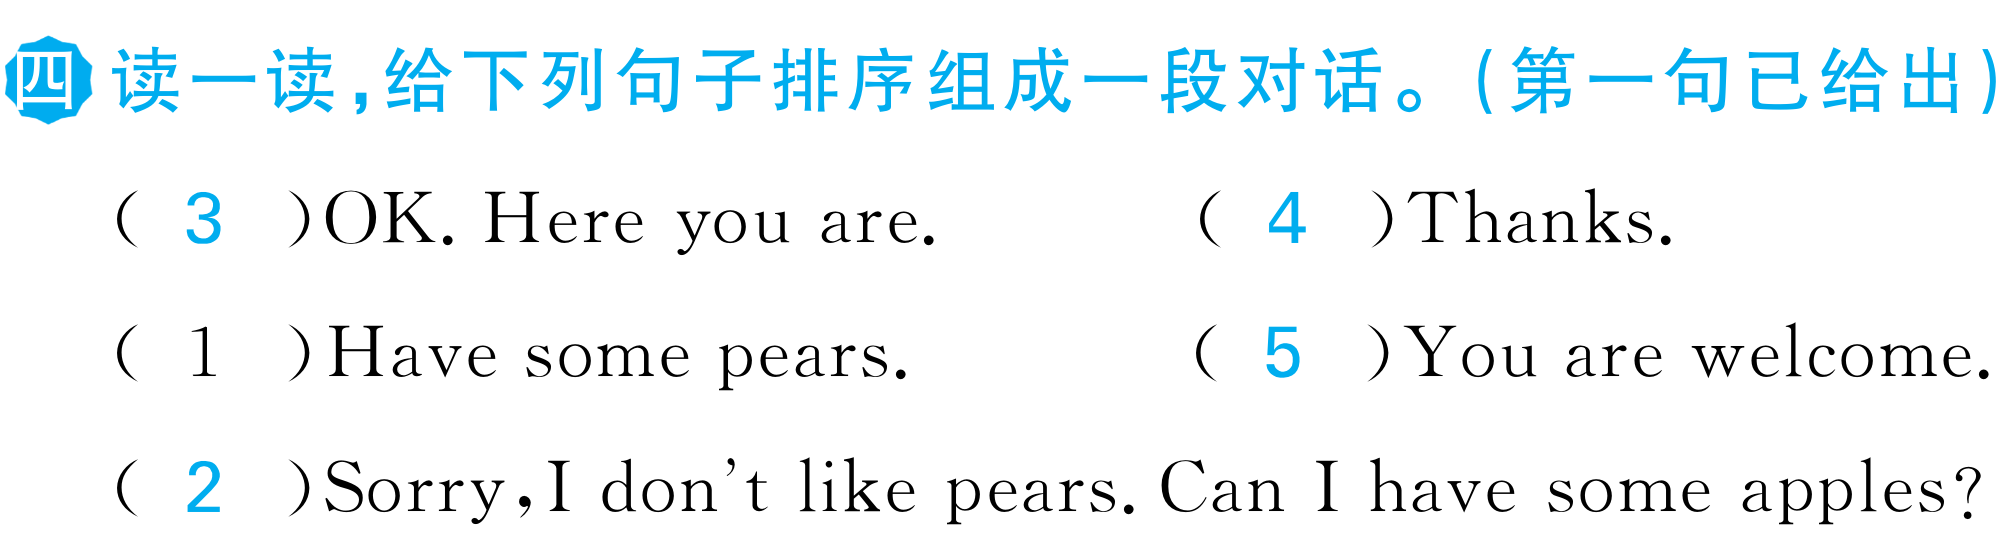 四 读一读,给下列句子排序组成一段对话。(第一句已给出)
( 3 )OK. Here you are. ( 4 )Thanks.
( 1 )Have some pears. ( 5 )You are welcome.
( 2 )Sorry,I don't like pears. Can I have some apples?